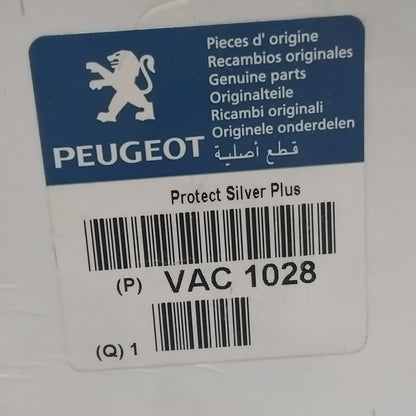 Pieces d' origine
Recambios originales
Genuine parts
Originalteile
Ricambi originali
Originele onderdelen
قطع أصلية
PEUGEOT
Protect Silver Plus
(P) VAC 1028
(Q) 1